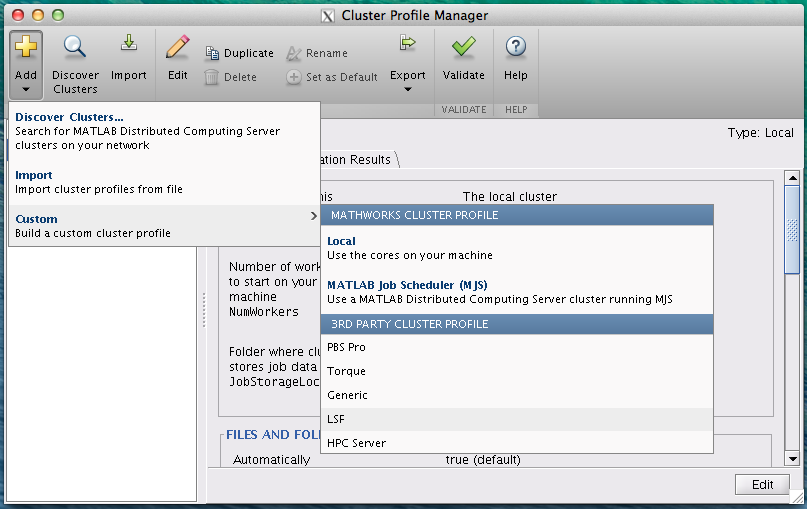 Cluster Profile Manager
Add
Discover
Clusters
Import
Edit
Duplicate
Delete
Rename
Set as Default
Export
Validate
Help
VALIDATE
HELP
Discover Clusters...
Search for MATLAB Distributed Computing Server
clusters on your network
Import
Import cluster profiles from file
Custom
Build a custom cluster profile
Type: Local
ation Results
his
The local cluster
MATHWORKS CLUSTER PROFILE
Local
Use the cores on your machine
MATLAB Job Scheduler (MJS)
Use a MATLAB Distributed Computing Server cluster running MJS
3RD PARTY CLUSTER PROFILE
PBS Pro
Torque
Generic
LSF
HPC Server
Number of work
to start on your
machine
NumWorkers
Folder where clu
stores job data
JobStorageLoc
FILES AND FOL
Automatically
true (default)
Edit